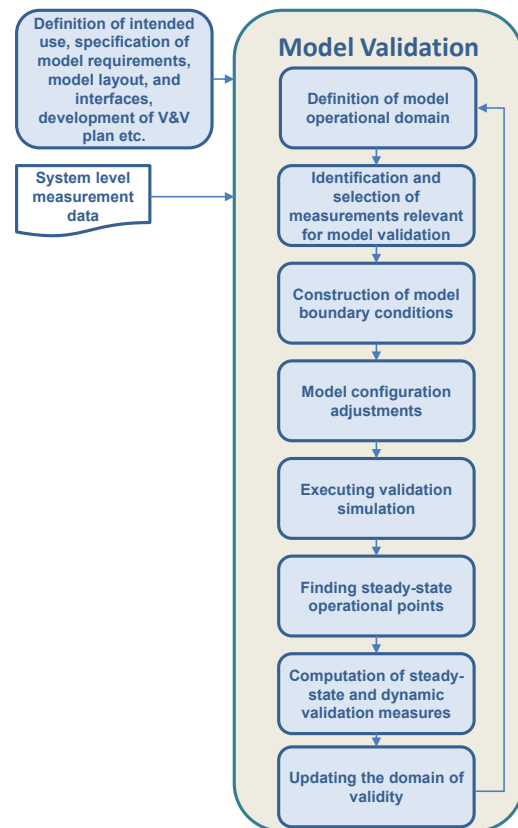 Definition of intended
use, specification of
model requirements,
model layout, and
interfaces,
development of V&V
plan etc.
System level
measurement
data
Model Validation
Definition of model
operational domain
Identification and
selection of
measurements relevant
for model validation
Construction of model
boundary conditions
Model configuration
adjustments
Executing validation
simulation
Finding steady-state
operational points
Computation of steady-
state and dynamic
validation measures
Updating the domain of
validity